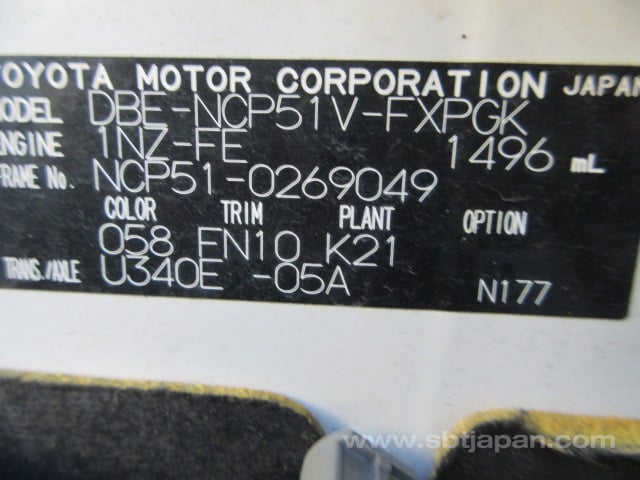 TOYOTA MOTOR CORPORATION JAPAN
MODEL DBE-NCP51V-FXPGK
ENGINE 1NZ-FE 1496 mL
FRAME No. NCP51-0269049
COLOR TRIM PLANT OPTION
058 FN10 K21
TRANS./AXLE U340E -05A N177
www.sbtjapan.com